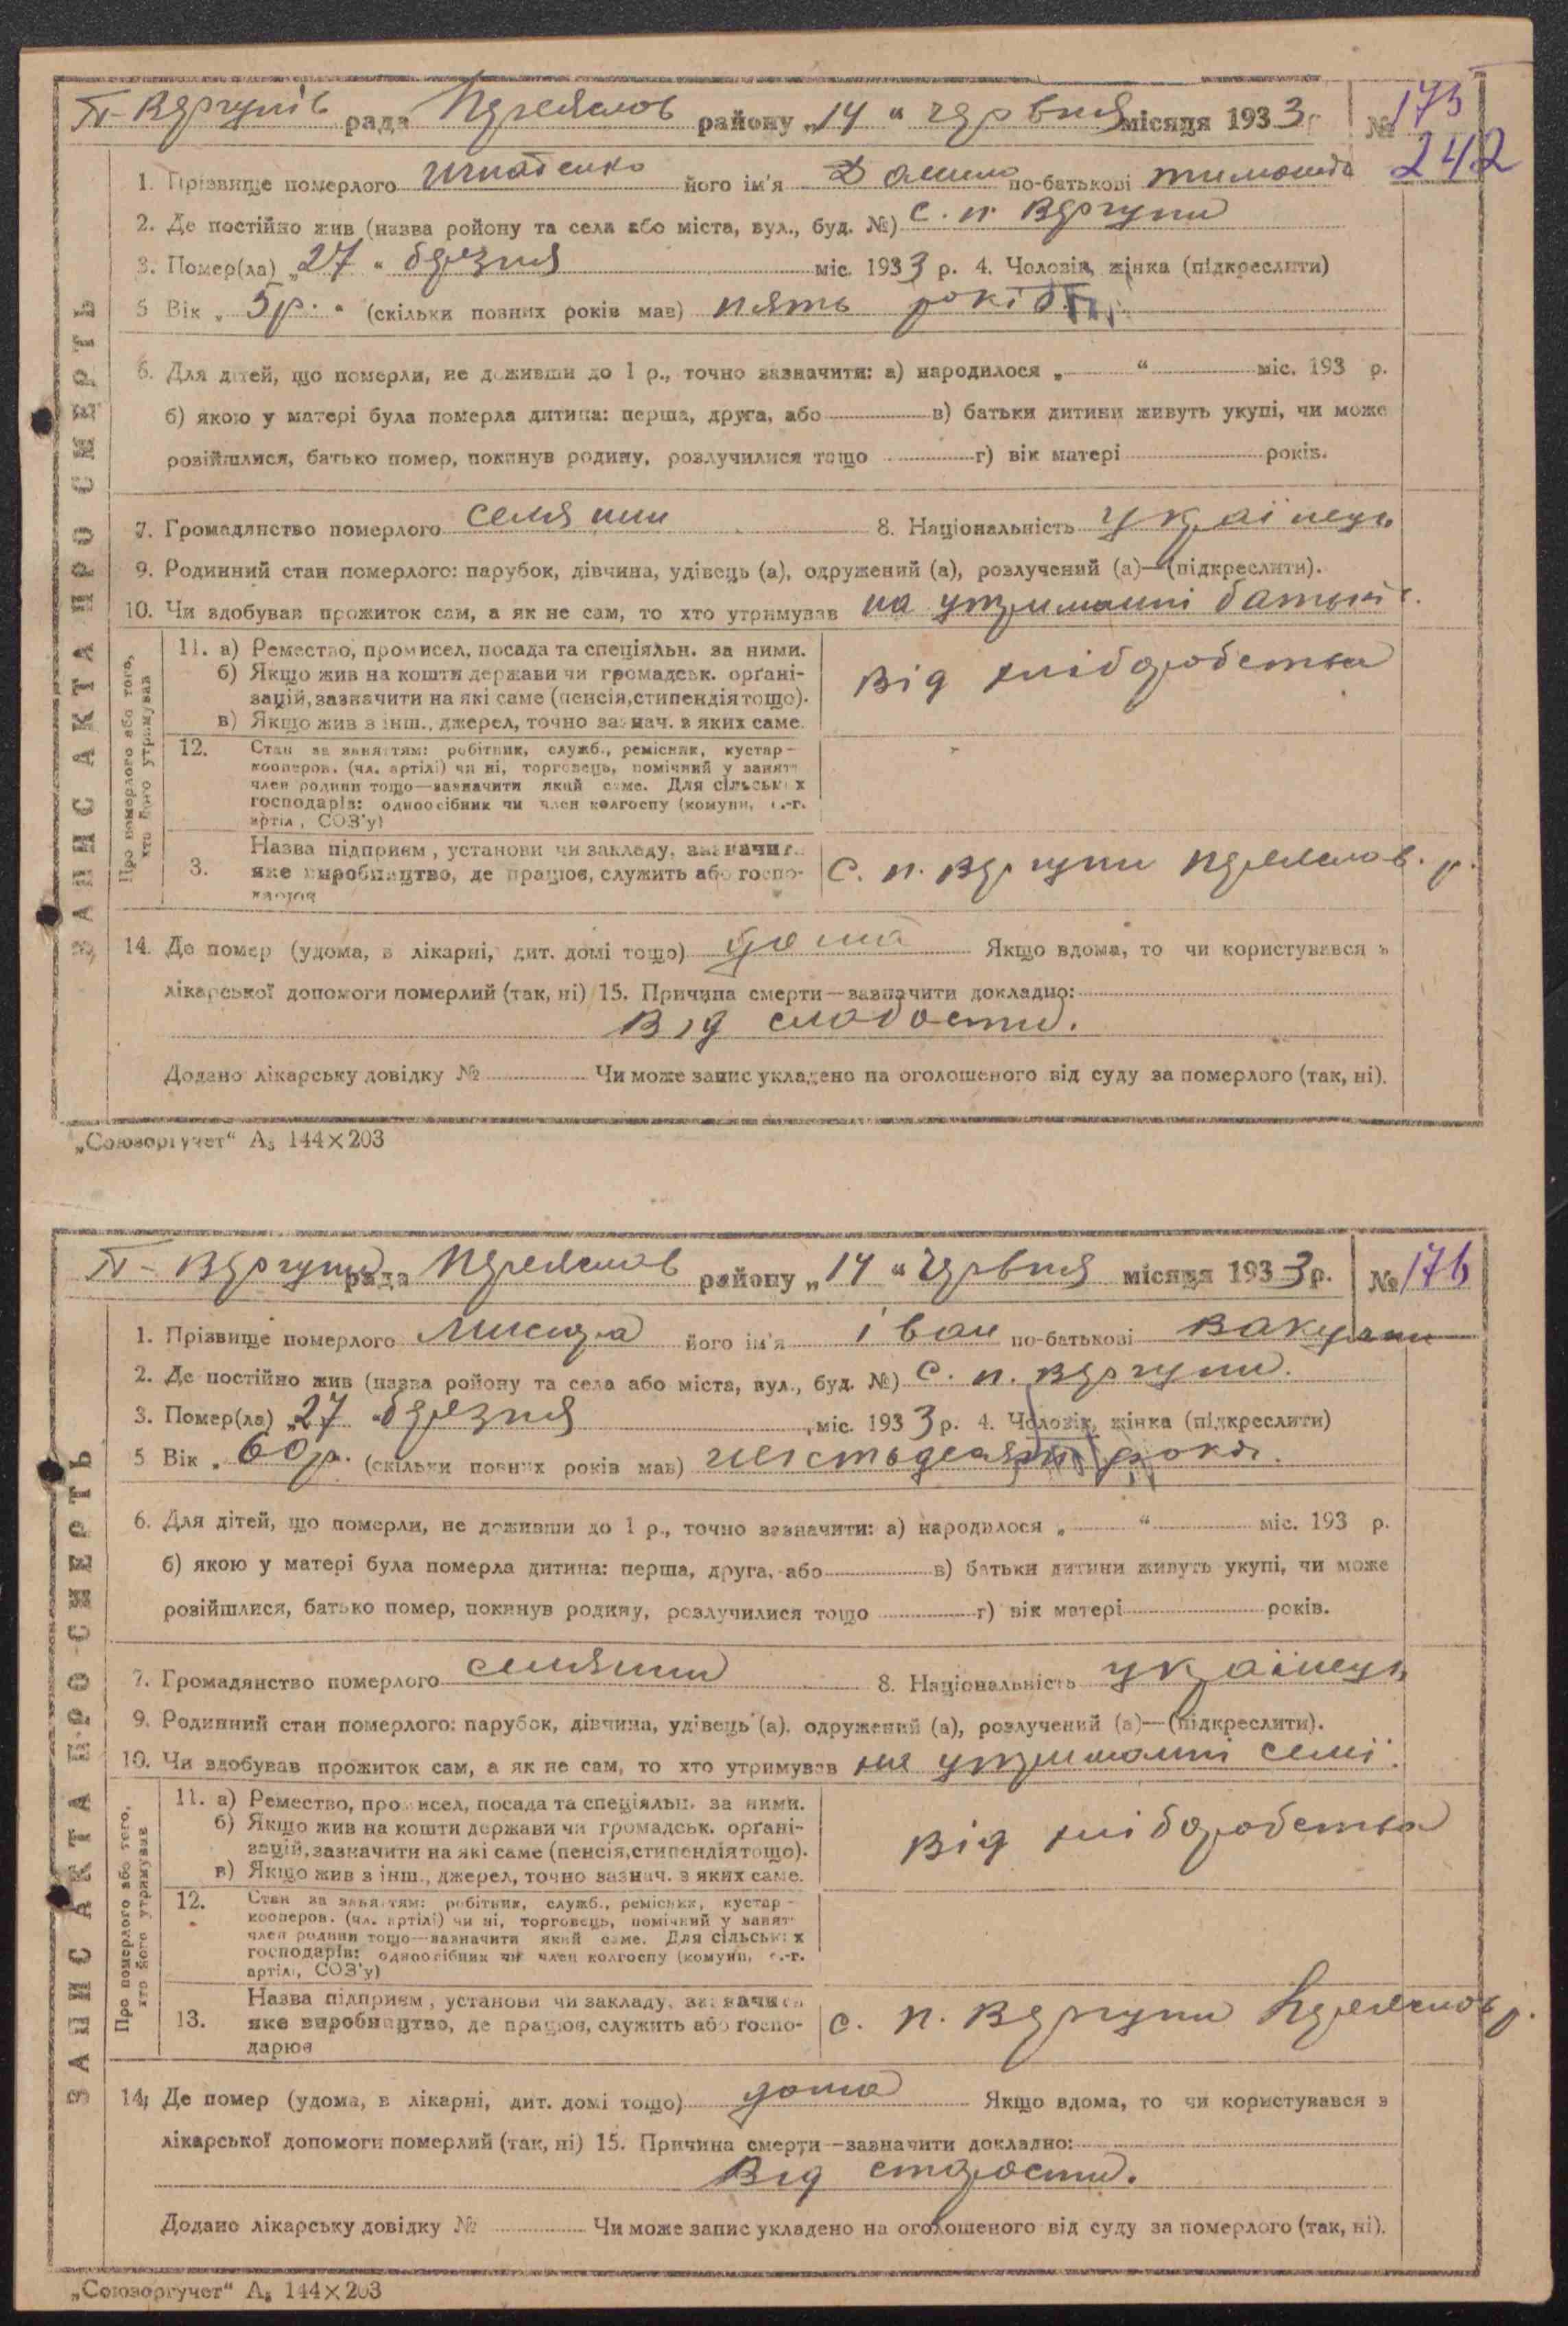 П-Вергунів рада Переяслов району „14 “ червня місяця 1933 р. № 175
242
1. Прізвище померлого Игнатенко його ім'я Данило по-батькові тимошов
2. Де постійно жив (назва ройону та села або міста, вул., буд. №) с. п. Вергуни
3. Помер(ла) „27 “ березня міс. 1933 р. 4. Чоловік, жінка (підкреслити)
5 Вік „ 5 р. “ (скільки повних років мав) пять років
6. Для дітей, що померли, не доживши до 1 р., точно зазначити: а) народилося „ “ міс. 193 р.
б) якою у матері була померла дитина: перша, друга, або в) батьки дитини живуть укупі, чи може
розійшлися, батько помер, покинув родину, розлучилися тощо г) вік матері років.
7. Громадянство померлого селянин 8. Національність українець
9. Родинний стан померлого: парубок, дівчина, удівець (а), одружений (а), розлучений (а)—(підкреслити).
10. Чи здобував прожиток сам, а як не сам, то хто утримував на утриманні батьків.
ЗАПИС АКТА ПРО СМЕРТЬ
Про померлого або того,
хто його утримував
11. а) Ремество, промисел, посада та спеціяльн. за ними.
б) Якщо жив на кошти держави чи громадськ. орґані-
зацій, зазначити на які саме (пенсія, стипендія тощо).
в) Якщо жив з інш., джерел, точно зазнач. з яких саме.
від хліборобства
12. Стан за заняттям: робітник, служб., ремісник, кустар -
кооперов. (чл. артілі) чи ні, торговець, помічний у занятт
член родини тощо—зазначити який саме. Для сільських
господарів: одноосібник чи член колгоспу (комуни, с.-г.
артіл, СОЗ'у)
3. Назва підприєм, установи чи закладу, зазначити
яке виробництво, де працює, служить або госпо-
дарює
с. п. Вергуни Переяслов. р.
14. Де помер (удома, в лікарні, дит. домі тощо) дома Якщо вдома, то чи користувався з
лікарської допомоги померлий (так, ні) 15. Причина смерти—зазначити докладно:
Від слабости.
Додано лікарську довідку № Чи може запис укладено на оголошеного від суду за померлого (так, ні).
„Союзоргучет“ А₅ 144×203
П- Вергуни рада Переяслов району „14 “ червня місяця 1933 р. № 176
1. Прізвище померлого Лисиця його ім'я іван по-батькові Вакулови
2. Де постійно жив (назва ройону та села або міста, вул., буд. №) с. п. Вергуни.
3. Помер(ла) „27 “ березня міс. 1933 р. 4. Чоловік, жінка (підкреслити)
5 Вік „ 60 р. (скільки повних років мав) шістьдесят років.
6. Для дітей, що померли, не доживши до 1 р., точно зазначити: а) народилося „ “ міс. 193 р.
б) якою у матері була померла дитина: перша, друга, або в) батьки дитини живуть укупі, чи може
розійшлися, батько помер, покинув родину, розлучилися тощо г) вік матері років.
7. Громадянство померлого селянин 8. Національність українець
9. Родинний стан померлого: парубок, дівчина, удівець (а), одружений (а), розлучений (а)—(підкреслити).
10. Чи здобував прожиток сам, а як не сам, то хто утримував на утриманні семї.
ЗАПИС АКТА ПРО СМЕРТЬ
Про померлого або того,
хто його утримував
11. а) Ремество, промисел, посада та спеціяльн. за ними.
б) Якщо жив на кошти держави чи громадськ. орґані-
зацій, зазначити на які саме (пенсія, стипендія тощо).
в) Якщо жив з інш., джерел, точно зазнач. з яких саме.
Від хліборобства
12. Стан за заняттям: робітник, служб., ремісник, кустар -
кооперов. (чл. артілі) чи ні, торговець, помічний у занят
член родини тощо—зазначити який саме. Для сільських
господарів: одноосібник чи член колгоспу (комуни, с.-г.
артіл, СОЗ'у)
13. Назва підприєм, установи чи закладу, зазначити
яке виробництво, де працює, служить або госпо-
дарює
с. п. Вергуни Переяслов р.
14. Де помер (удома, в лікарні, дит. домі тощо) дома Якщо вдома, то чи користувався з
лікарської допомоги померлий (так, ні) 15. Причина смерти—зазначити докладно:
Від старости.
Додано лікарську довідку № Чи може запис укладено на оголошеного від суду за померлого (так, ні).
„Союзоргучет“ А₅ 144×203